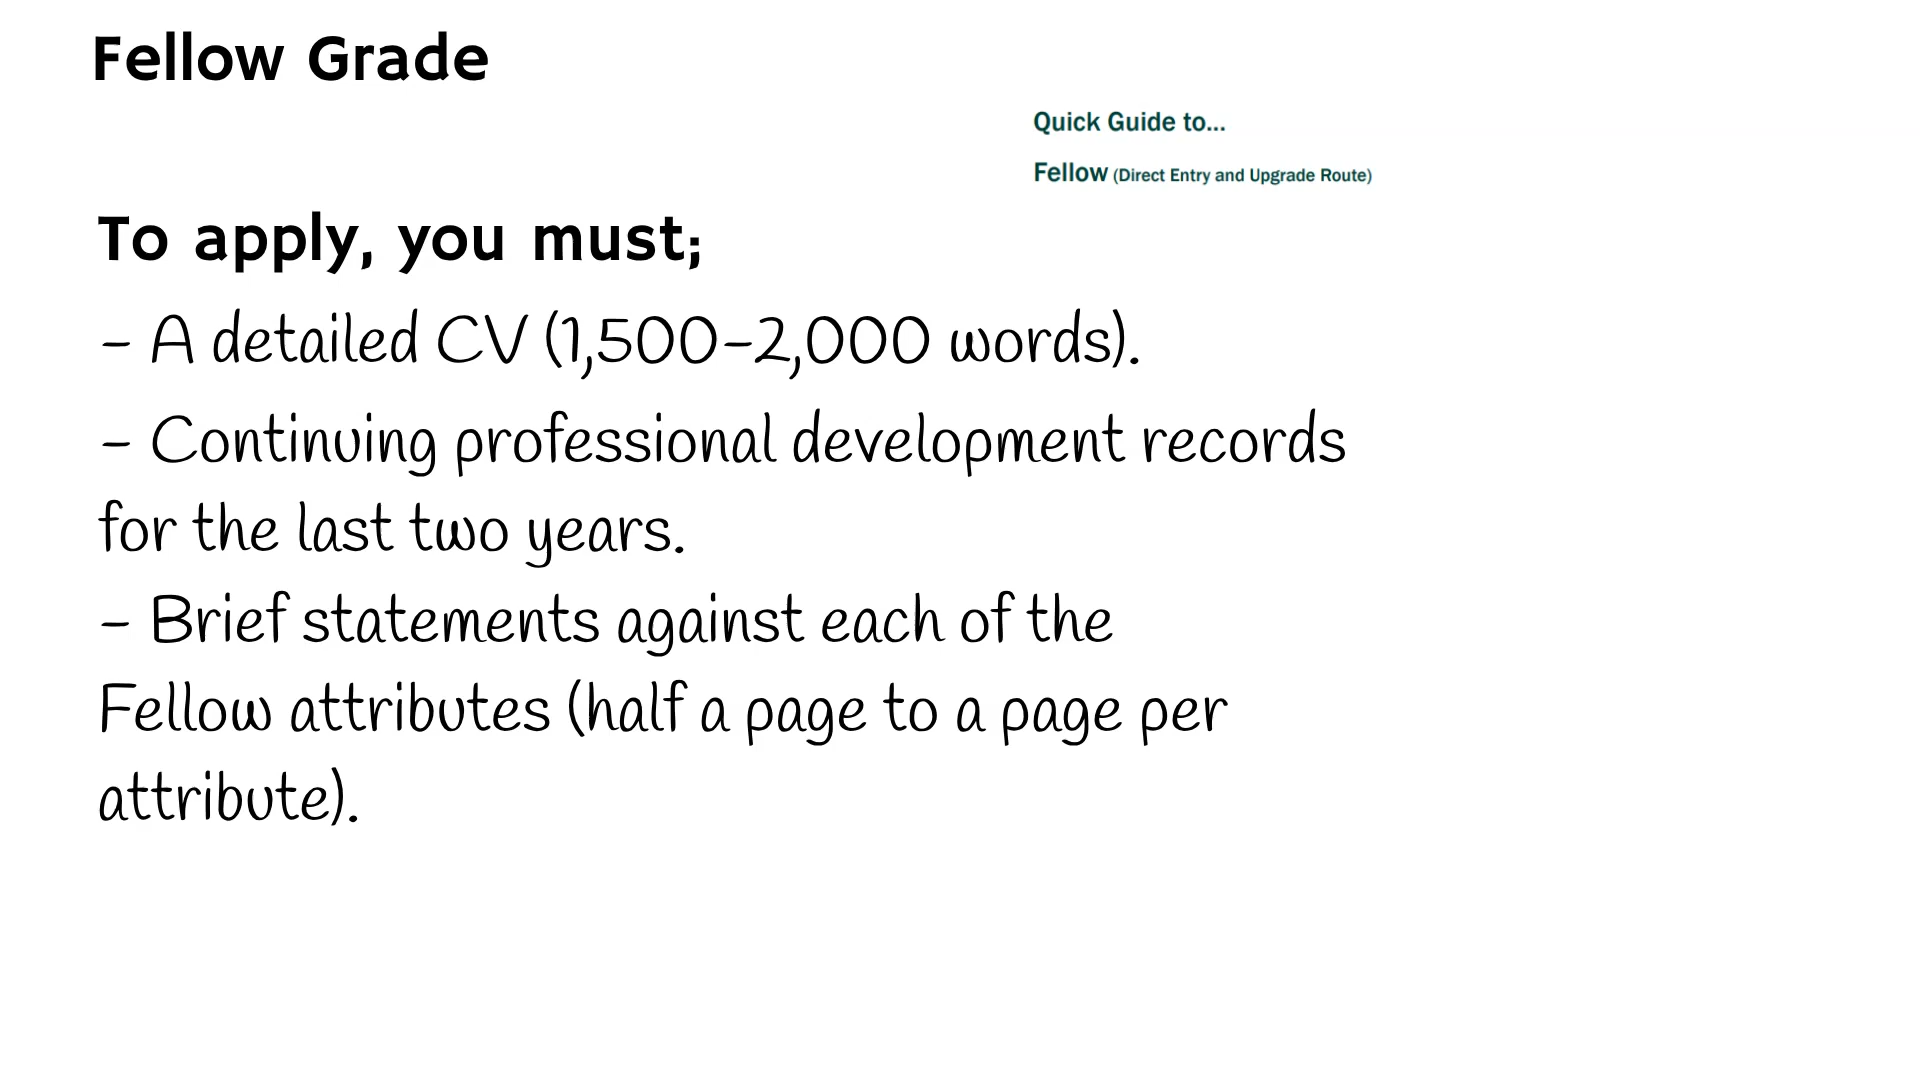 Fellow Grade
Quick Guide to...
Fellow (Direct Entry and Upgrade Route)
To apply, you must;
- A detailed CV (1,500-2,000 words).
- Continuing professional development records
for the last two years.
- Brief statements against each of the
Fellow attributes (half a page to a page per
attribute).